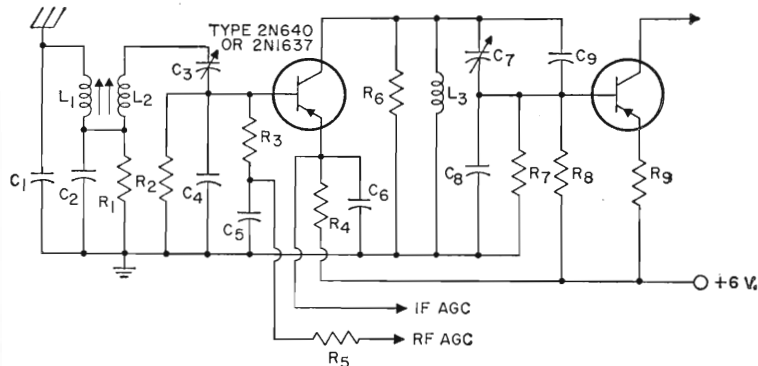 TYPE 2N640
OR 2N1637
C3
C7
C9
L1
L2
R6
L3
R3
C1
C2
R1
R2
C4
C5
R4
C6
C8
R7
R8
R9
+6 V.
IF AGC
RF AGC
R5